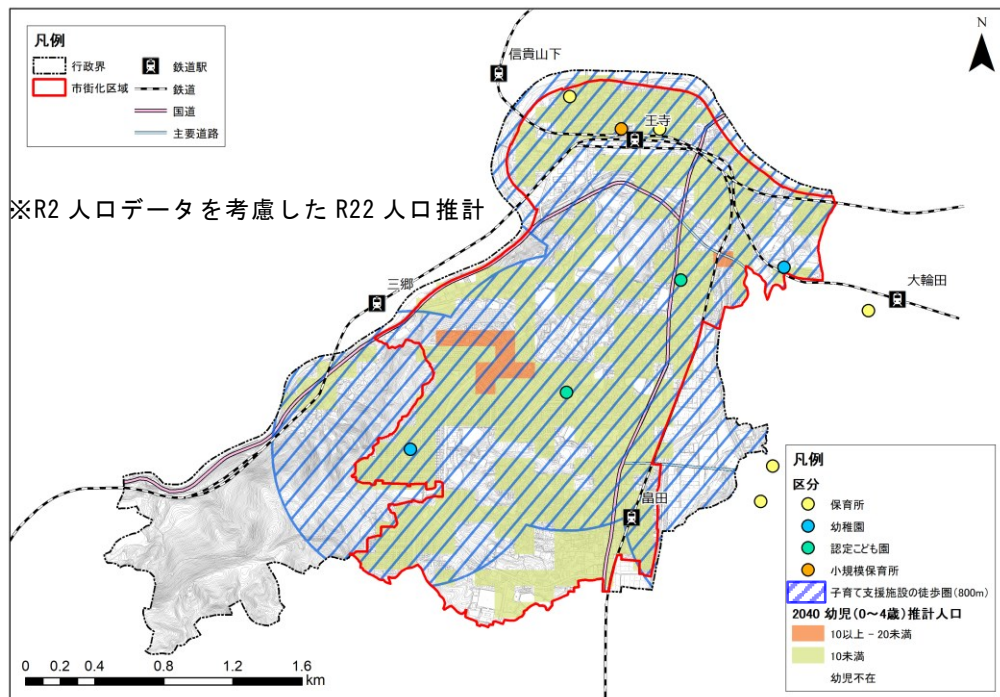 凡例
行政界
市街化区域
鉄道駅
鉄道
国道
主要道路
N
信貴山下
王寺
※R2 人口データを考慮した R22 人口推計
三郷
大輪田
畠田
凡例
区分
保育所
幼稚園
認定こども園
小規模保育所
子育て支援施設の徒歩圏(800m)
2040 幼児(0～4歳)推計人口
10以上 - 20未満
10未満
幼児不在
0 0.2 0.4 0.8 1.2 1.6
km